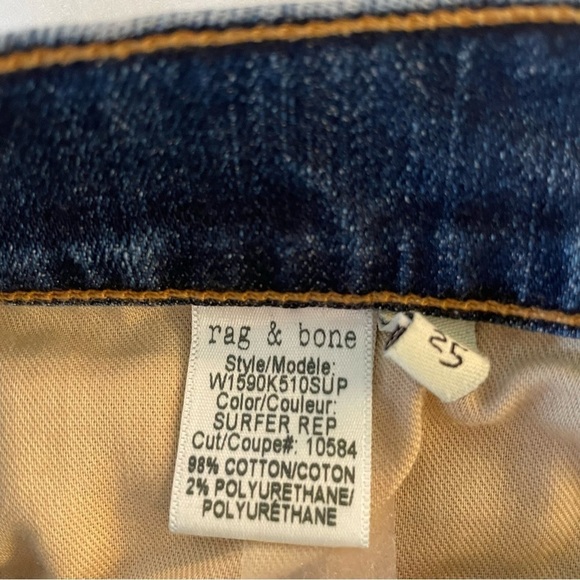 rag & bone
Style/Modèle:
W1590K510SUP
Color/Couleur:
SURFER REP
Cut/Coupe#: 10584
98% COTTON/COTON
2% POLYURETHANE/
POLYURÉTHANE
25